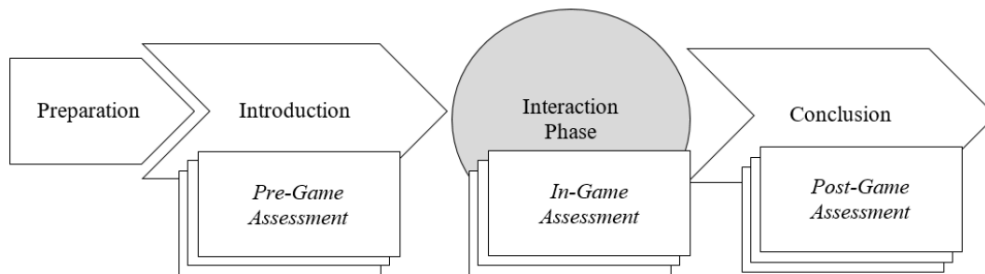 Preparation
Introduction
Interaction
Phase
Conclusion
Pre-Game
Assessment
In-Game
Assessment
Post-Game
Assessment